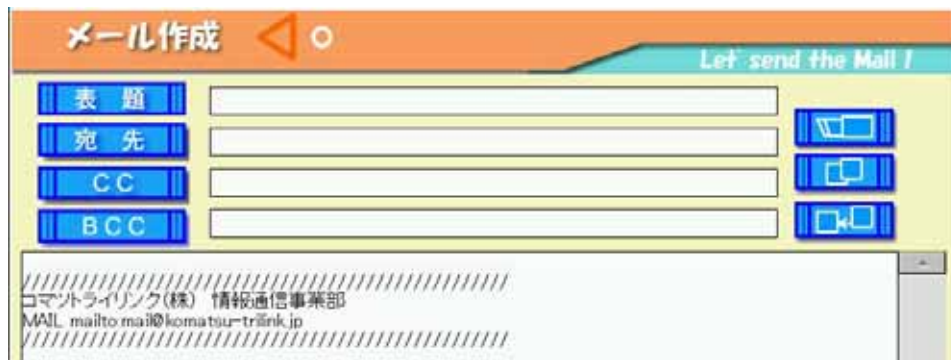 メール作成
Let's send the Mail !
表 題
宛 先
CC
BCC
//////////////////////////////////////////////////
コマツトライリンク(株) 情報通信事業部
MAIL mailto:mail@komatsu-trilink.jp
//////////////////////////////////////////////////